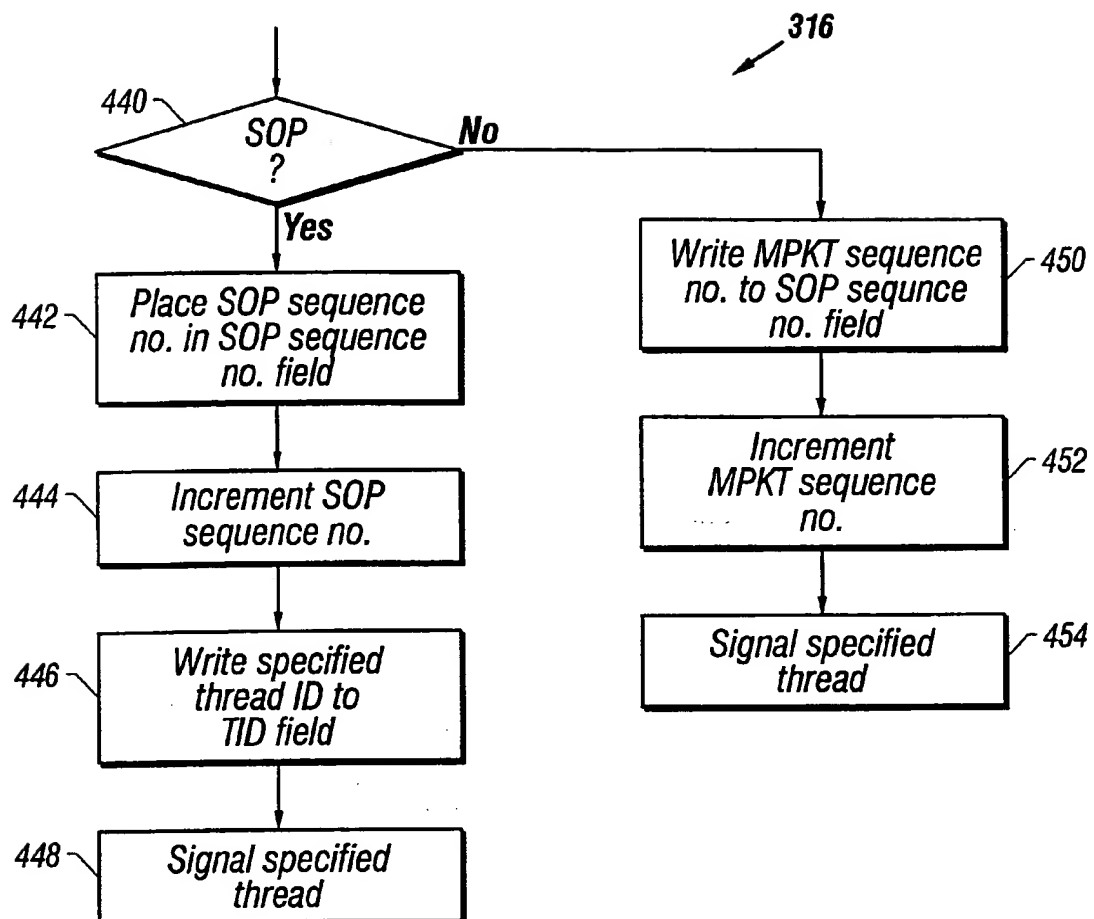 316
440
SOP
?
No
Yes
442
Place SOP sequence
no. in SOP sequence
no. field
444
Increment SOP
sequence no.
446
Write specified
thread ID to
TID field
448
Signal specified
thread
Write MPKT sequence
no. to SOP sequnce
no. field
450
Increment
MPKT sequence
no.
452
Signal specified
thread
454